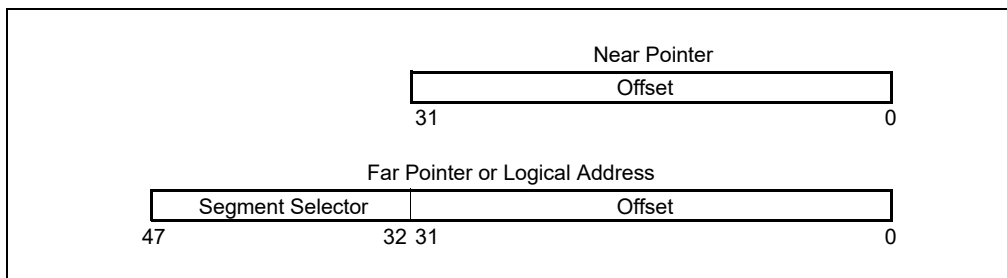 Near Pointer
Offset
31 0
Far Pointer or Logical Address
Segment Selector Offset
47 32 31 0